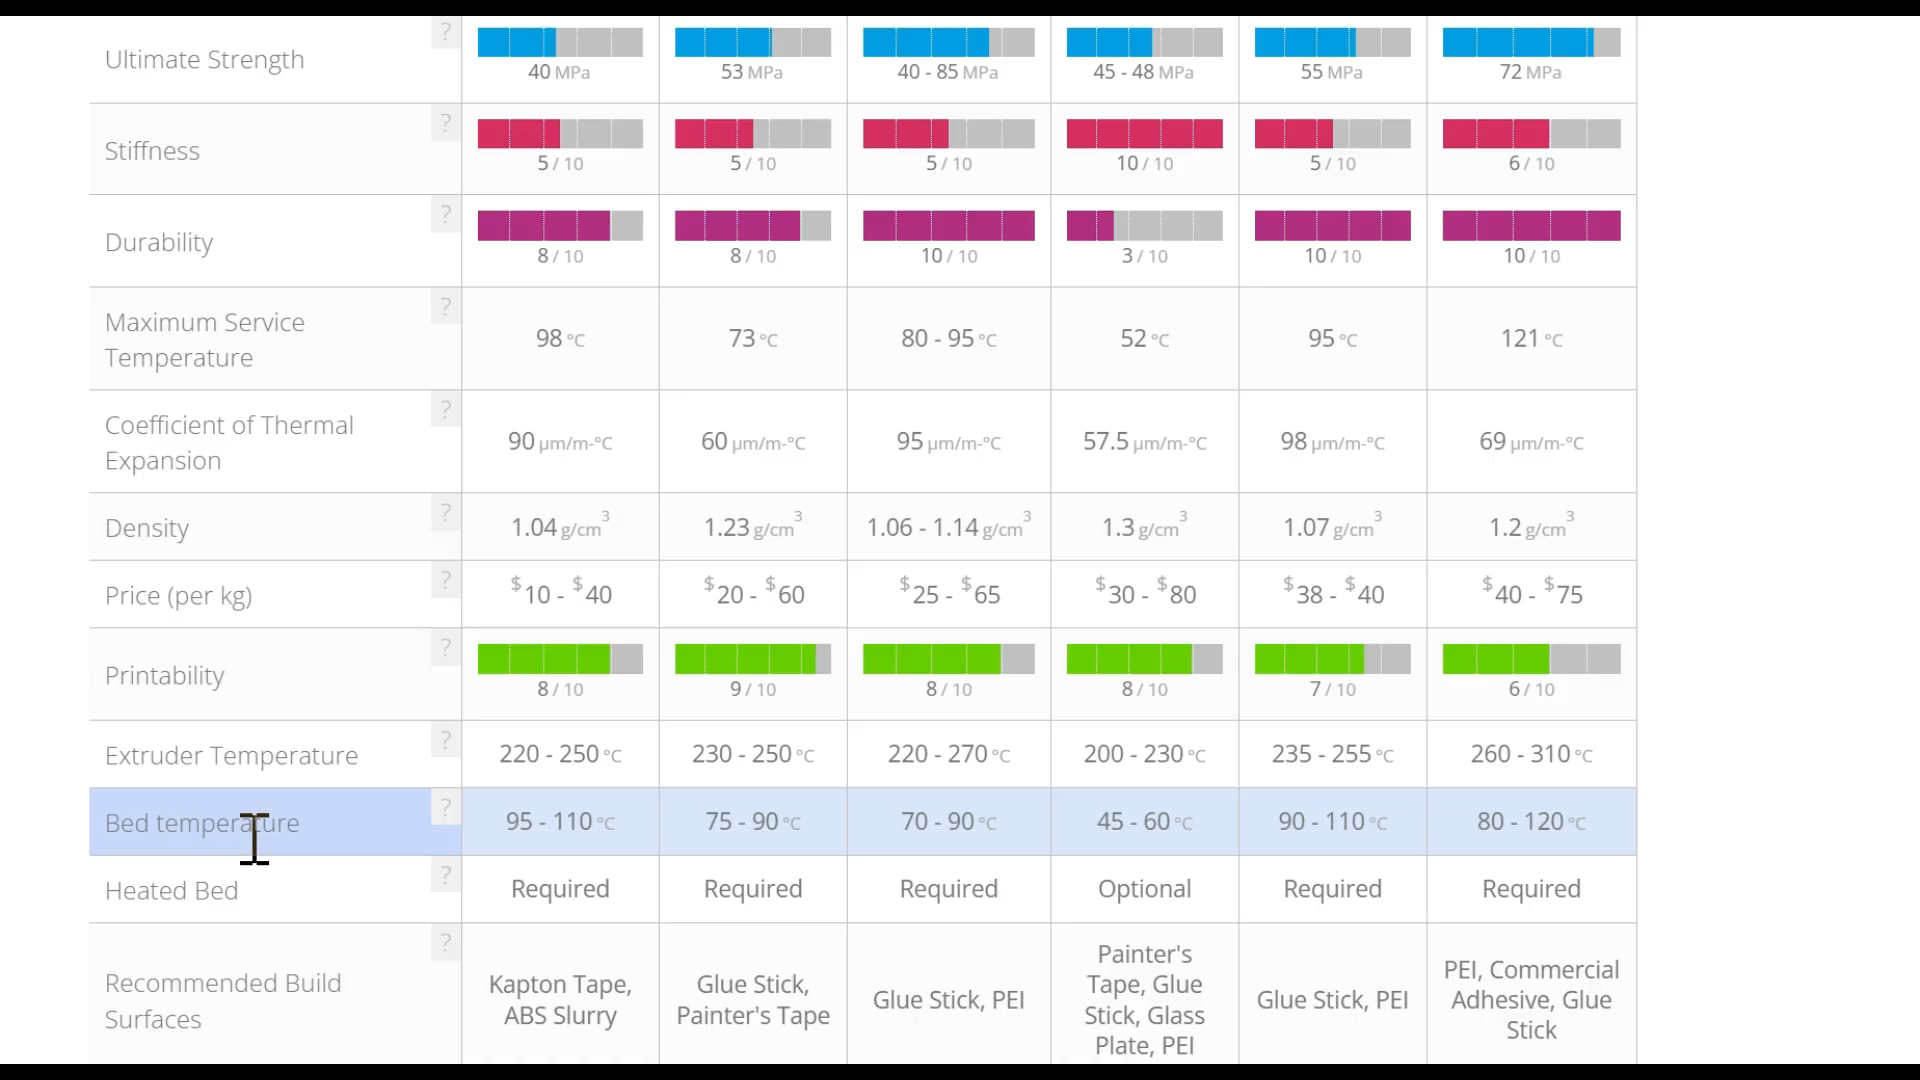 Ultimate Strength ? 40 MPa 53 MPa 40 - 85 MPa 45 - 48 MPa 55 MPa 72 MPa
Stiffness ? 5 / 10 5 / 10 5 / 10 10 / 10 5 / 10 6 / 10
Durability ? 8 / 10 8 / 10 10 / 10 3 / 10 10 / 10 10 / 10
Maximum Service
Temperature
? 98 °C 73 °C 80 - 95 °C 52 °C 95 °C 121 °C
Coefficient of Thermal
Expansion
? 90 µm/m-°C 60 µm/m-°C 95 µm/m-°C 57.5 µm/m-°C 98 µm/m-°C 69 µm/m-°C
Density ? 1.04 g/cm³ 1.23 g/cm³ 1.06 - 1.14 g/cm³ 1.3 g/cm³ 1.07 g/cm³ 1.2 g/cm³
Price (per kg) ? $10 - $40 $20 - $60 $25 - $65 $30 - $80 $38 - $40 $40 - $75
Printability ? 8 / 10 9 / 10 8 / 10 8 / 10 7 / 10 6 / 10
Extruder Temperature ? 220 - 250 °C 230 - 250 °C 220 - 270 °C 200 - 230 °C 235 - 255 °C 260 - 310 °C
Bed temperature ? 95 - 110 °C 75 - 90 °C 70 - 90 °C 45 - 60 °C 90 - 110 °C 80 - 120 °C
Heated Bed ? Required Required Required Optional Required Required
Recommended Build
Surfaces
?
Kapton Tape,
ABS Slurry
Glue Stick,
Painter's Tape
Glue Stick, PEI
Painter's
Tape, Glue
Stick, Glass
Plate, PEI
Glue Stick, PEI
PEI, Commercial
Adhesive, Glue
Stick